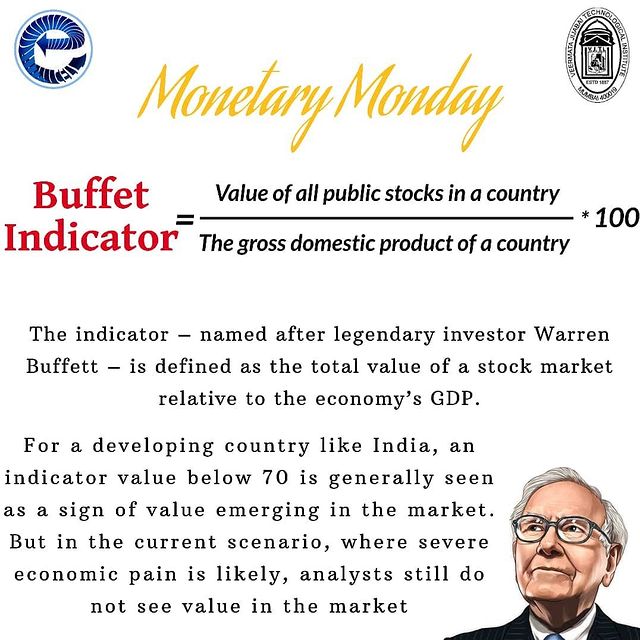 CELL
VEERMATA JIJABAI TECHNOLOGICAL INSTITUTE
V.J.T.I.
ESTD 1887
MUMBAI 400019
Monetary Monday
Buffet
Indicator
=
Value of all public stocks in a country
The gross domestic product of a country
* 100
The indicator – named after legendary investor Warren
Buffett – is defined as the total value of a stock market
relative to the economy's GDP.
For a developing country like India, an
indicator value below 70 is generally seen
as a sign of value emerging in the market.
But in the current scenario, where severe
economic pain is likely, analysts still do
not see value in the market